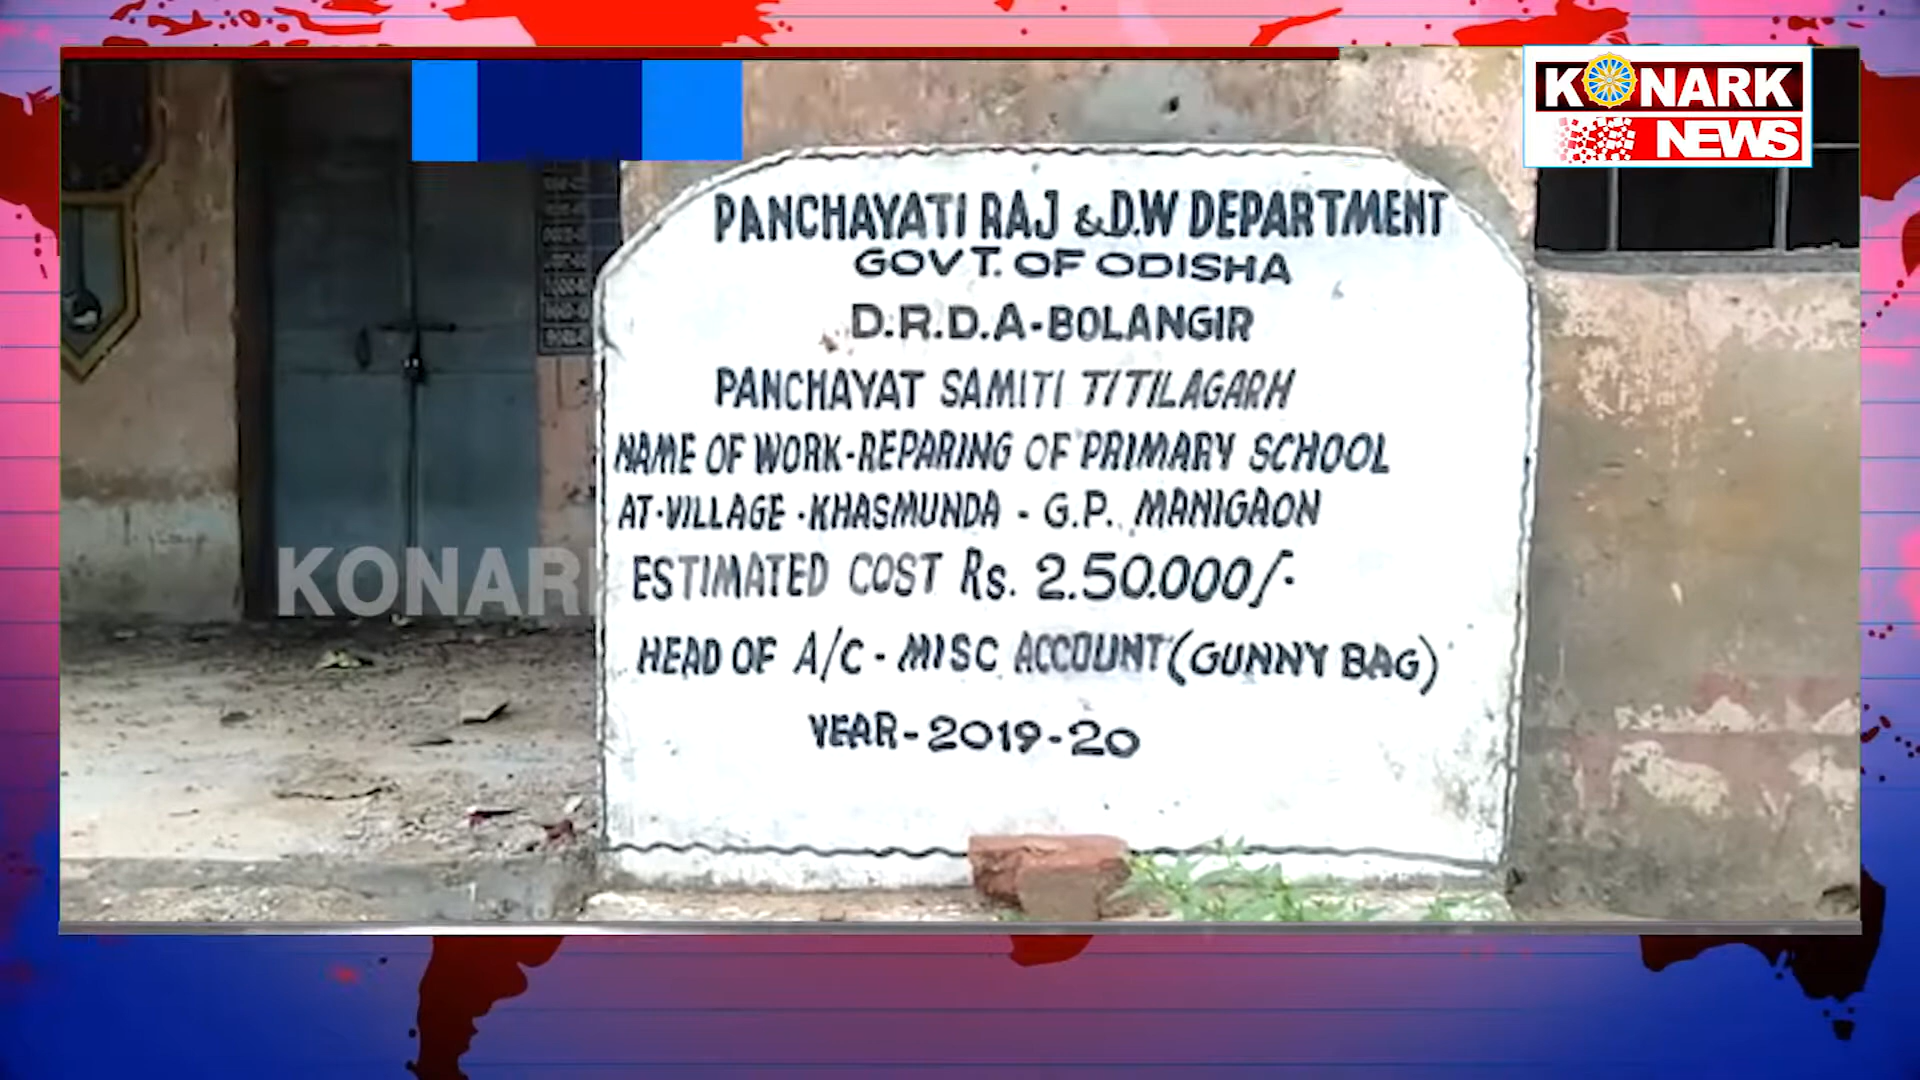 KONARK
NEWS
PANCHAYATI RAJ & D.W DEPARTMENT
GOVT. OF ODISHA
D.R.D.A-BOLANGIR
PANCHAYAT SAMITI TITILAGARH
NAME OF WORK-REPARING OF PRIMARY SCHOOL
AT-VILLAGE-KHASMUNDA - G.P. MANIGAON
ESTIMATED COST Rs. 2.50.000/-
HEAD OF A/C - MISC ACCOUNT (GUNNY BAG)
YEAR-2019-20
KONARK